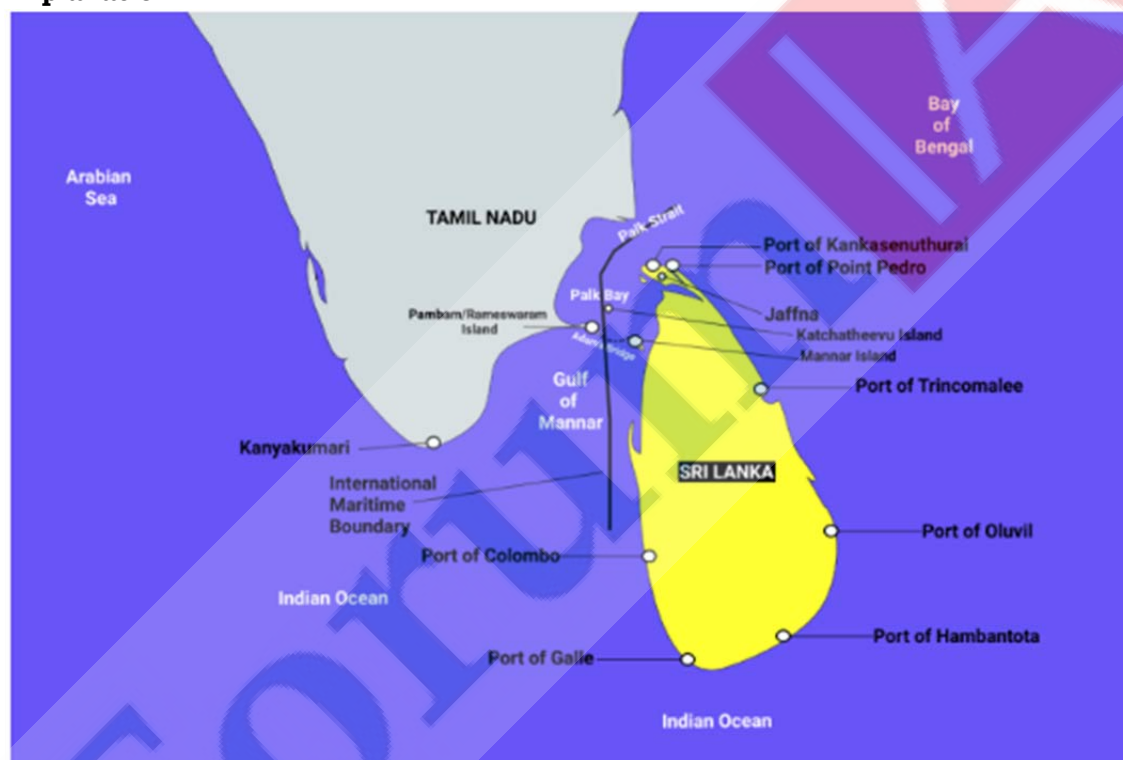 Bay
of
Bengal
Arabian
Sea
TAMIL NADU
Palk Strait
Port of Kankasenuthurai
Port of Point Pedro
Palk Bay
Jaffna
Pambam/Rameswaram
Island
Katchatheevu Island
Adam's Bridge
Mannar Island
Gulf
of
Mannar
Port of Trincomalee
Kanyakumari
SRI LANKA
International
Maritime
Boundary
Port of Oluvil
Port of Colombo
Indian Ocean
Port of Hambantota
Port of Galle
Indian Ocean